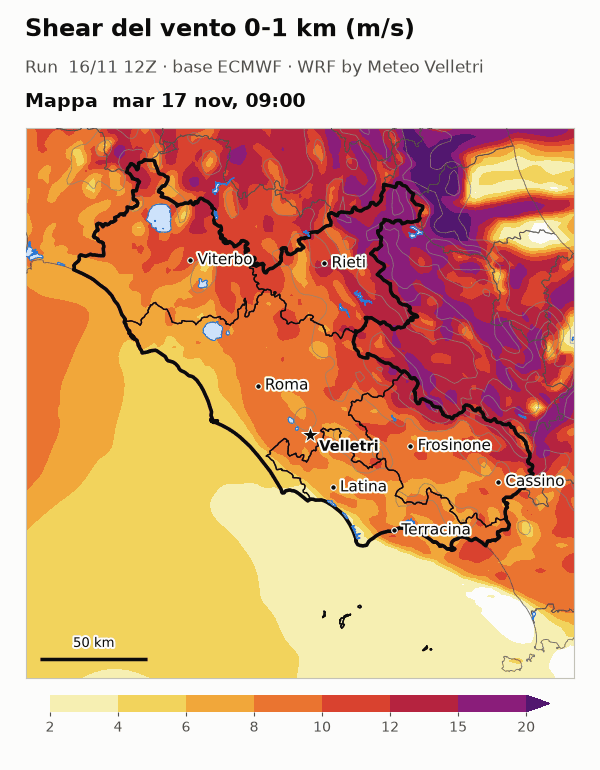 Shear del vento 0-1 km (m/s)
Run  16/11 12Z · base ECMWF · WRF by Meteo Velletri
Mappa  mar 17 nov, 09:00
Viterbo
Rieti
Roma
Velletri
Frosinone
Cassino
Latina
Terracina
50 km
2 4 6 8 10 12 15 20